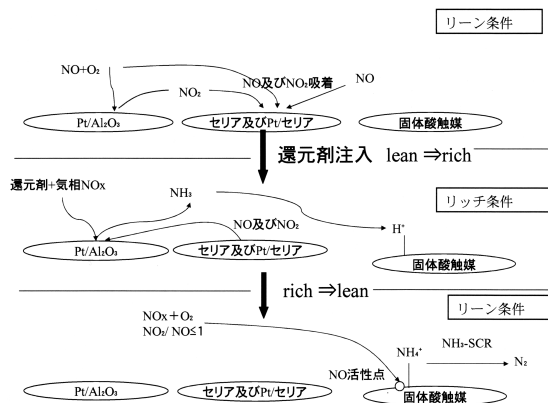 リーン条件
NO+O₂
NO₂
NO及びNO₂吸着
NO
Pt/Al₂O₃
セリア及びPt/セリア
固体酸触媒
還元剤注入 lean ⇒rich
リッチ条件
還元剤+気相NOx
NH₃
NO及びNO₂
H⁺
Pt/Al₂O₃
セリア及びPt/セリア
固体酸触媒
rich ⇒lean
リーン条件
NOx+O₂
NO₂/ NO≤1
NH₄⁺
NH₃-SCR
N₂
NO活性点
Pt/Al₂O₃
セリア及びPt/セリア
固体酸触媒